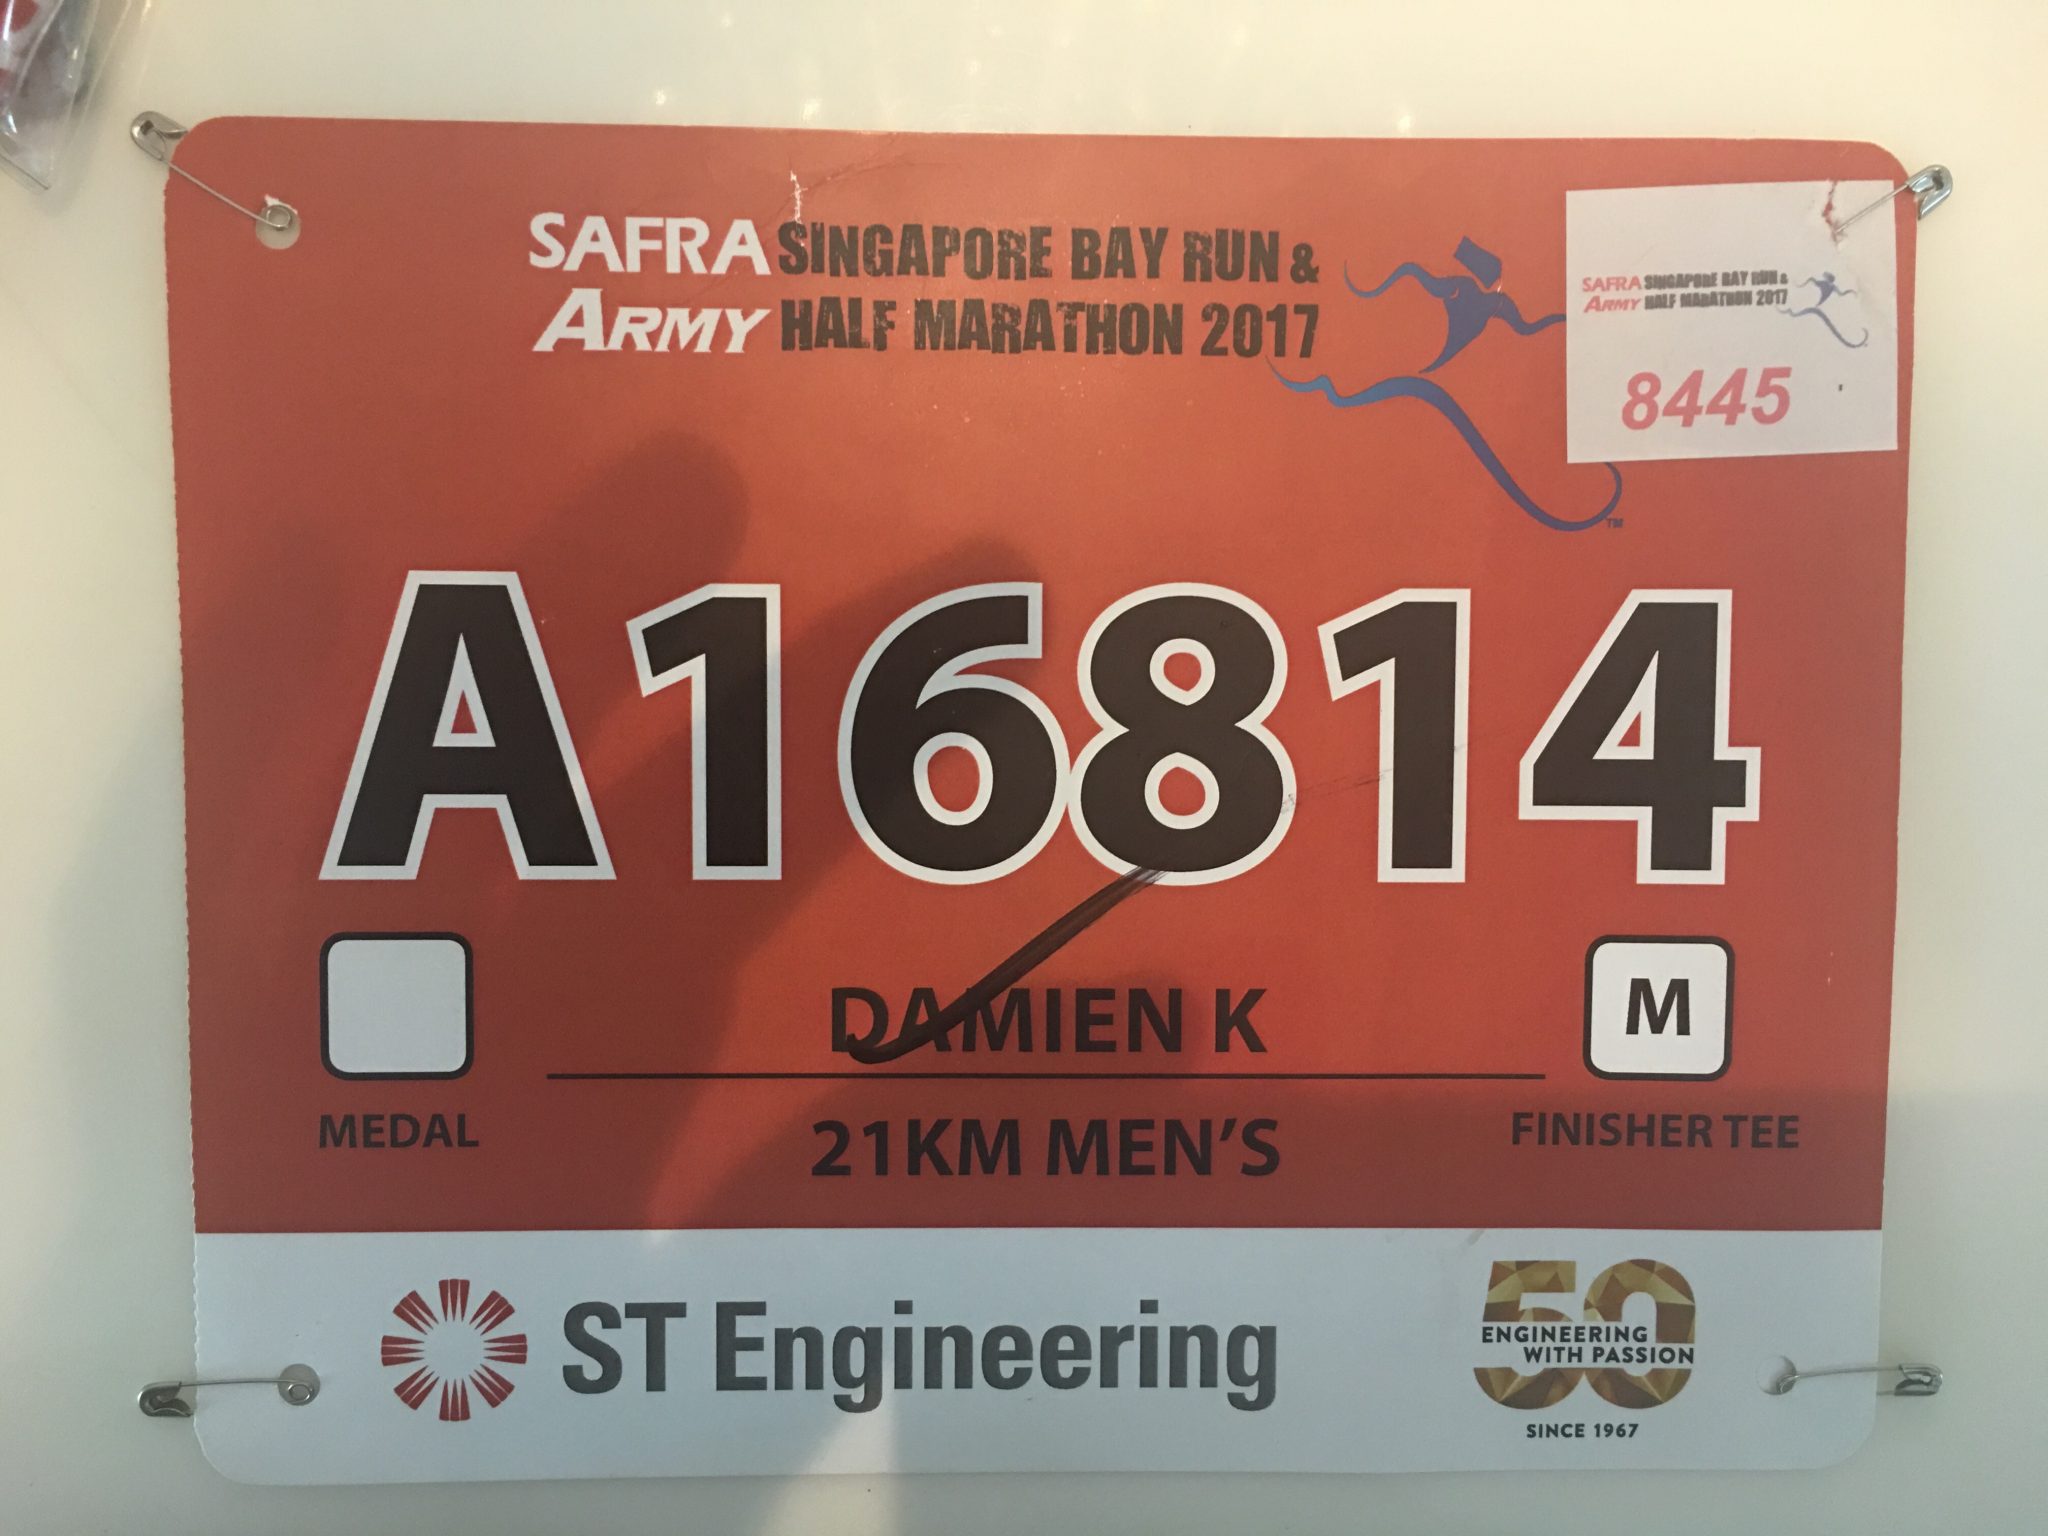 SAFRA SINGAPORE BAY RUN &
ARMY HALF MARATHON 2017
TM
SAFRA SINGAPORE BAY RUN &
ARMY HALF MARATHON 2017
8445
A16814
DAMIEN K
M
MEDAL
21KM MEN'S
FINISHER TEE
ST Engineering
50
ENGINEERING
WITH PASSION
SINCE 1967